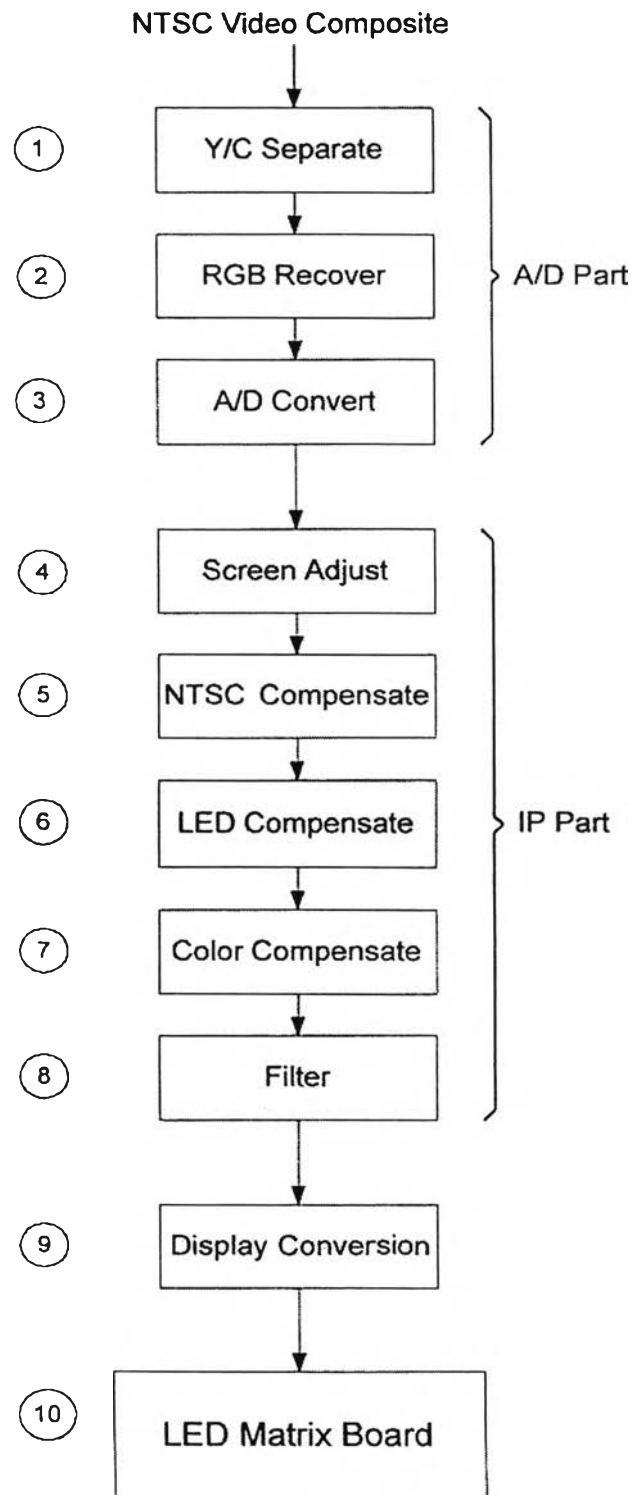 NTSC Video Composite
1
Y/C Separate
2
RGB Recover
A/D Part
3
A/D Convert
4
Screen Adjust
5
NTSC Compensate
6
LED Compensate
IP Part
7
Color Compensate
8
Filter
9
Display Conversion
10
LED Matrix Board